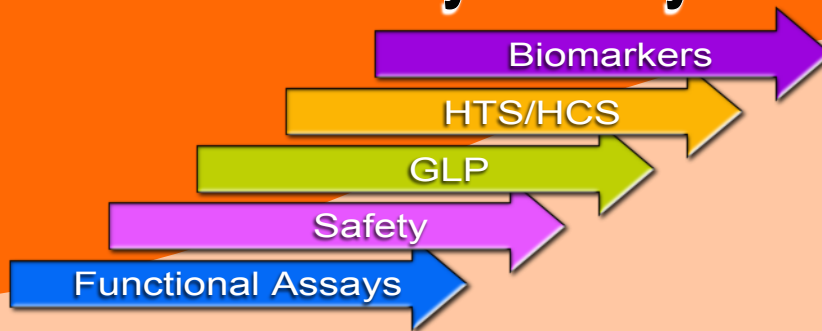 Biomarkers
HTS/HCS
GLP
Safety
Functional Assays